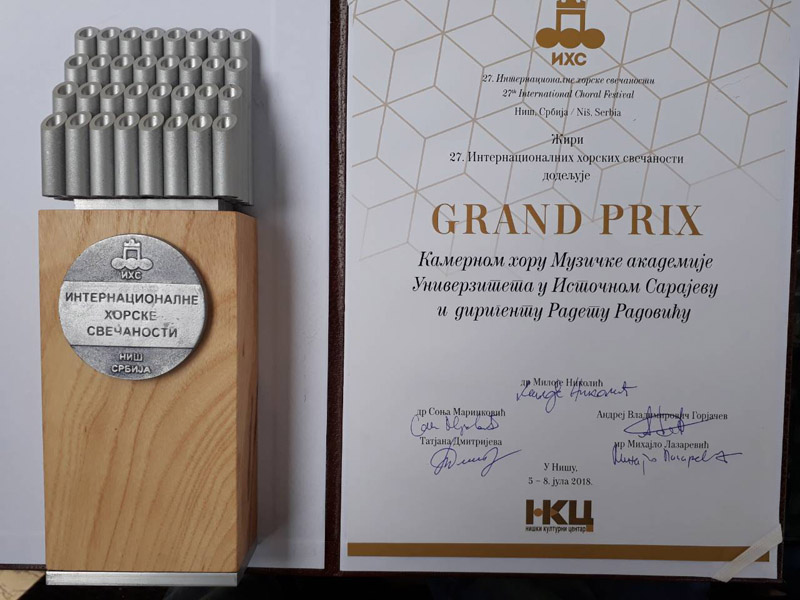 ИХС
ИНТЕРНАЦИОНАЛНЕ
ХОРСКЕ
СВЕЧАНОСТИ
НИШ
СРБИЈА
ИХС
27. Интернационалне хорске свечаности
27th International Choral Festival
Ниш, Србија / Niš, Serbia
Жири
27. Интернационалних хорских свечаности
додељује
GRAND PRIX
Камерном хору Музичке академије
Универзитета у Источном Сарајеву
и диригенту Радету Радовићу
др Милоје Николић
др Соња Маринковић
Андреј Владимирович Горјачев
Татјана Дмитријева
мр Михајло Лазаревић
У Нишу,
5 – 8. јула 2018.
НКЦ
нишки културни центар